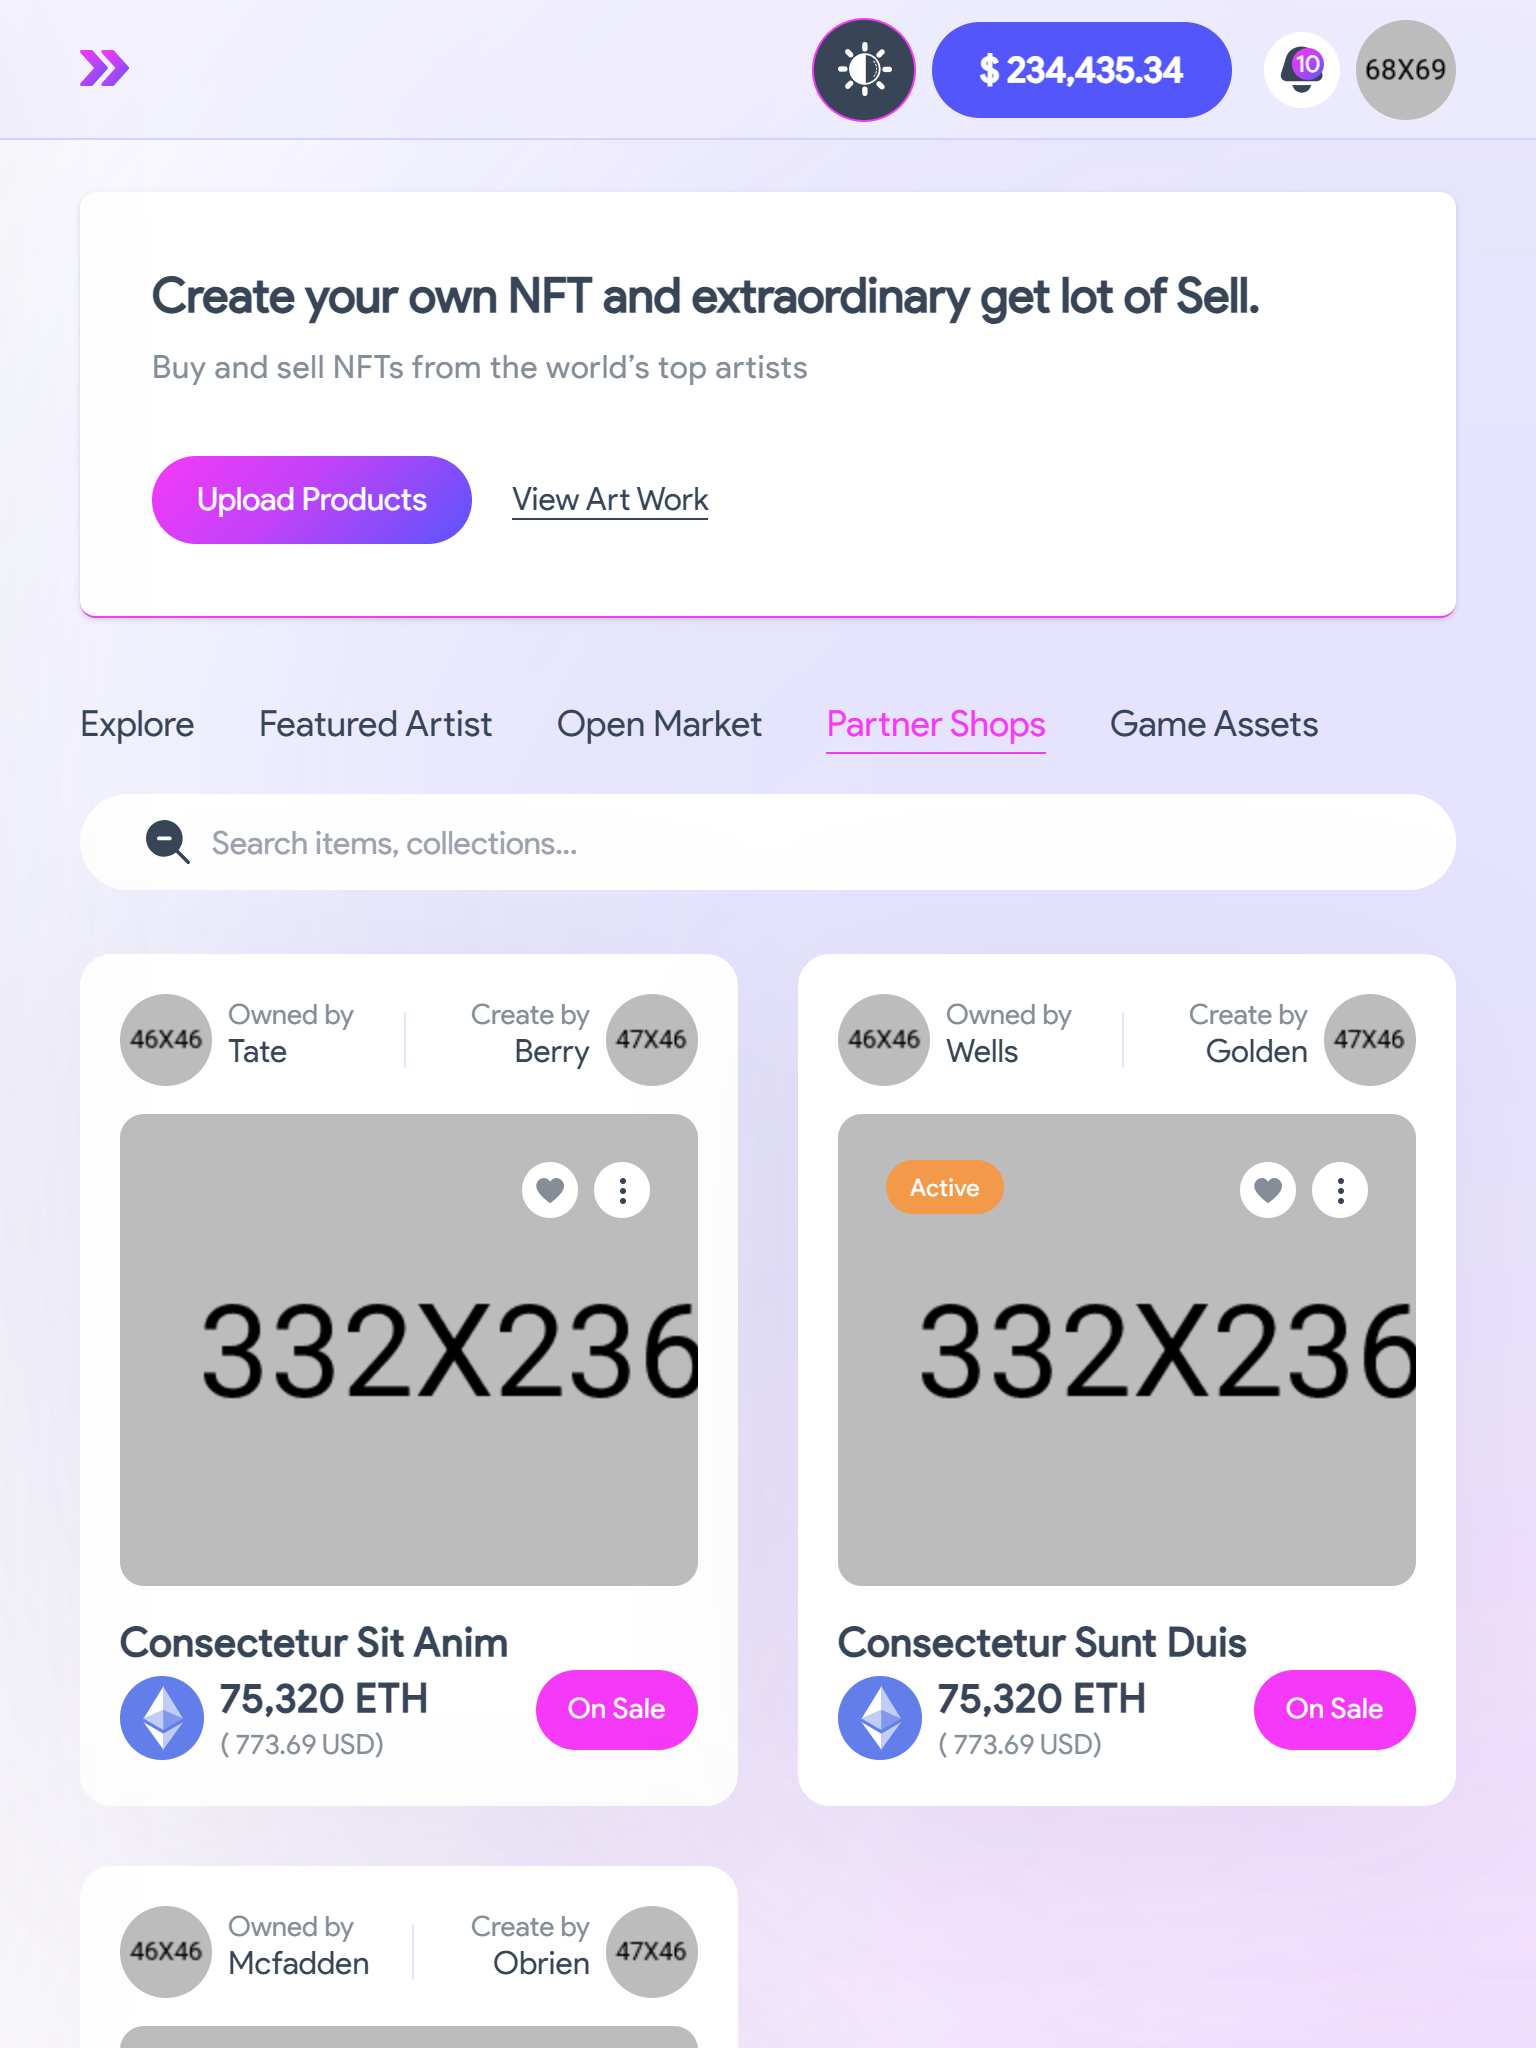 $ 234,435.34
10
68X69
Create your own NFT and extraordinary get lot of Sell.
Buy and sell NFTs from the world’s top artists
Upload Products
View Art Work
Explore
Featured Artist
Open Market
Partner Shops
Game Assets
Search items, collections...
46X46
Owned by
Tate
Create by
Berry
47X46
332X236
Consectetur Sit Anim
75,320 ETH
( 773.69 USD)
On Sale
46X46
Owned by
Wells
Create by
Golden
47X46
Active
332X236
Consectetur Sunt Duis
75,320 ETH
( 773.69 USD)
On Sale
46X46
Owned by
Mcfadden
Create by
Obrien
47X46